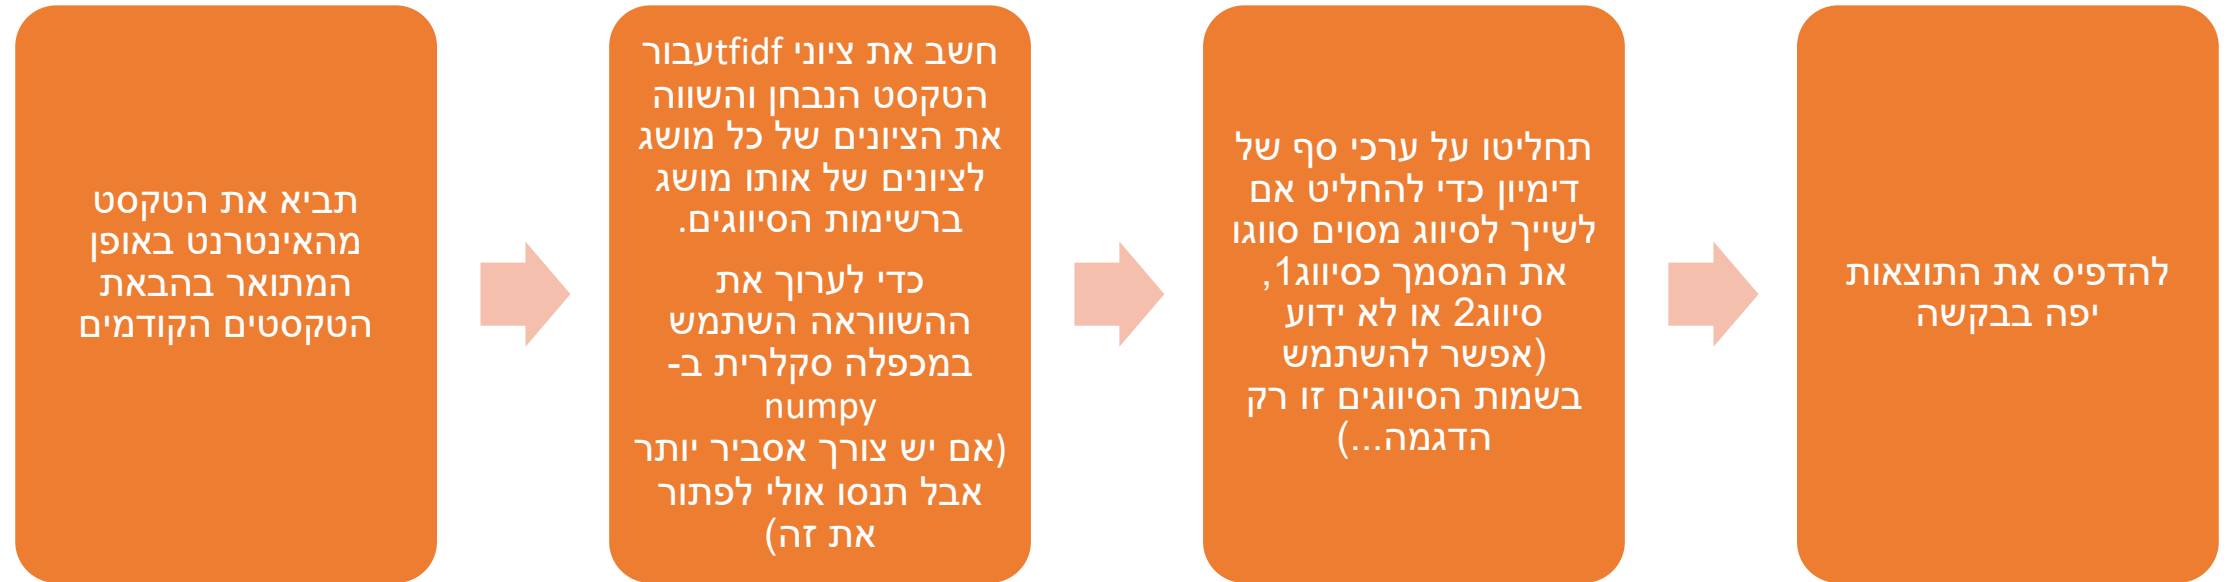 תביא את הטקסט
מהאינטרנט באופן
המתואר בהבאת
הטקסטים הקודמים
חשב את ציוני tfidfעבור
הטקסט הנבחן והשווה
את הציונים של כל מושג
לציונים של אותו מושג
ברשימות הסיווגים.
כדי לערוך את
ההשווראה השתמש
במכפלה סקלרית ב-
numpy
(אם יש צורך אסביר יותר
אבל תנסו אולי לפתור
את זה)
תחליטו על ערכי סף של
דימיון כדי להחליט אם
לשייך לסיווג מסוים סווגו
את המסמך כסיווג1,
סיווג2 או לא ידוע
(אפשר להשתמש
בשמות הסיווגים זו רק
הדגמה...)
להדפיס את התוצאות
יפה בבקשה